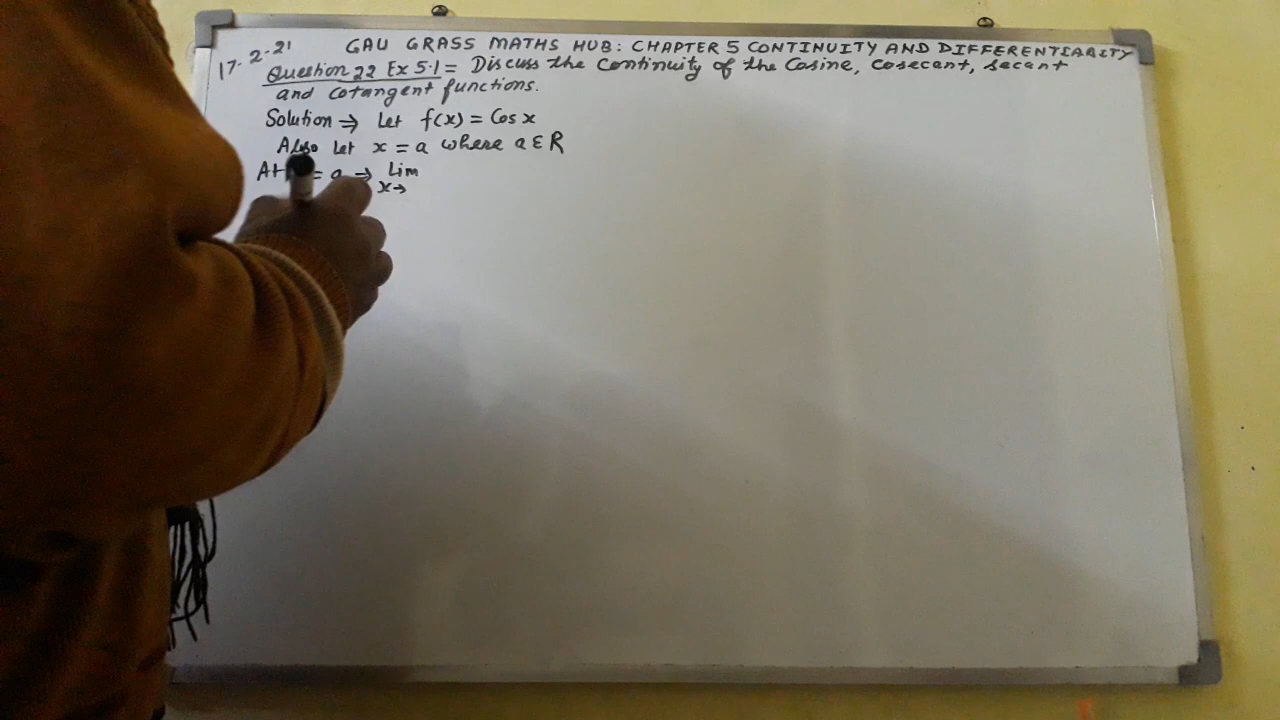 17.2.21
GAU GRASS MATHS HUB: CHAPTER 5 CONTINUITY AND DIFFERENTIABILITY
Question 22 Ex 5.1 = Discuss the Continuity of the Cosine, cosecant, secant
and cotangent functions.
Solution ⇒ Let f(x) = Cos x
Also Let x = a where a ε R
At = a → Lim
x→